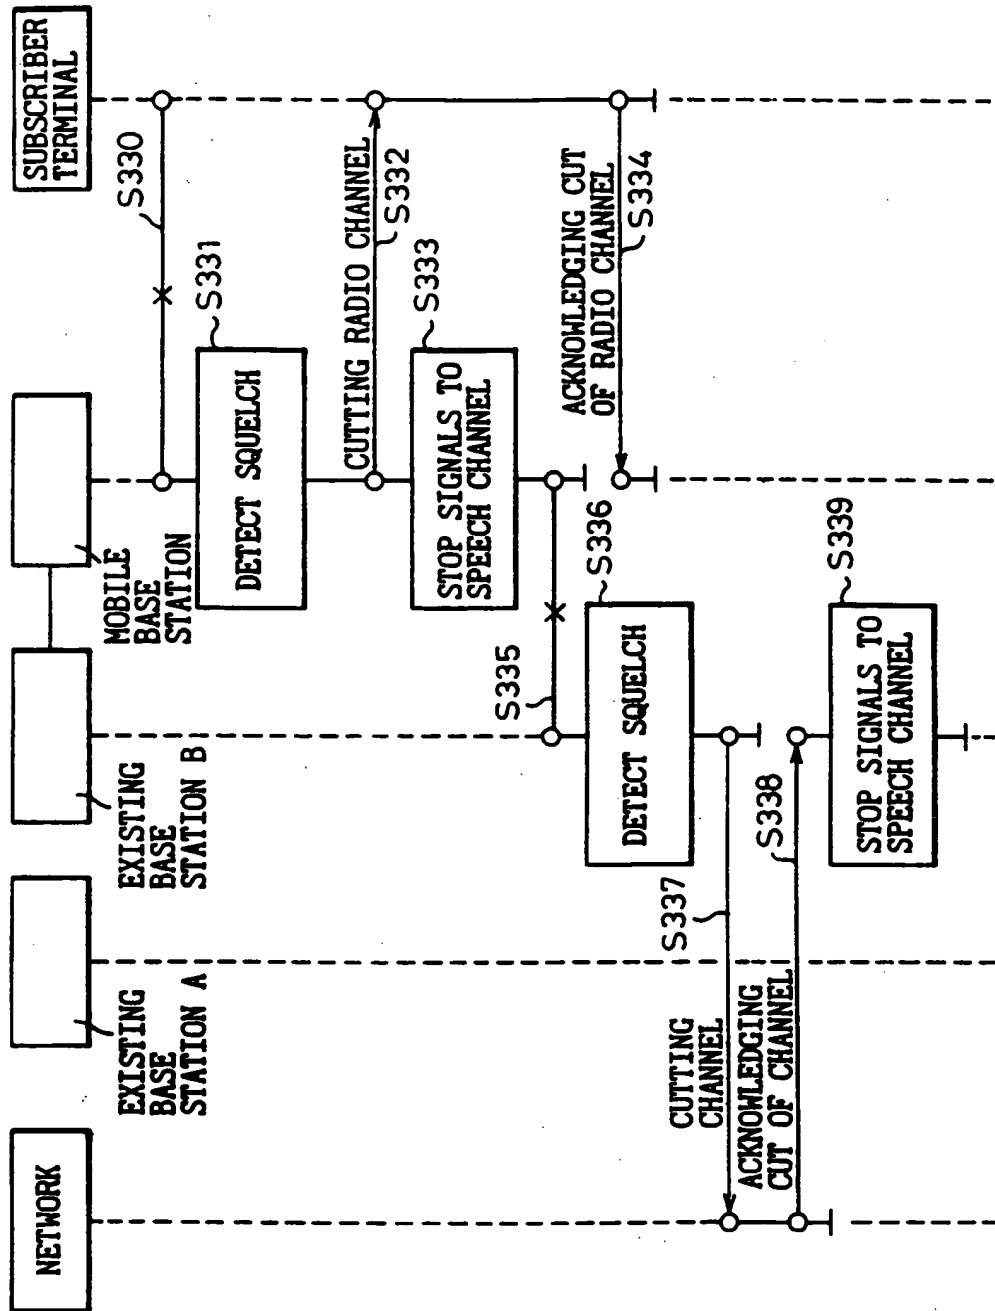 NETWORK
EXISTING
BASE
STATION A
EXISTING
BASE
STATION B
MOBILE
BASE
STATION
SUBSCRIBER
TERMINAL
S330
DETECT SQUELCH
S331
CUTTING RADIO CHANNEL
S332
STOP SIGNALS TO
SPEECH CHANNEL
S333
ACKNOWLEDGING CUT
OF RADIO CHANNEL
S334
S335
DETECT SQUELCH
S336
CUTTING
CHANNEL
S337
ACKNOWLEDGING
CUT OF CHANNEL
S338
STOP SIGNALS TO
SPEECH CHANNEL
S339